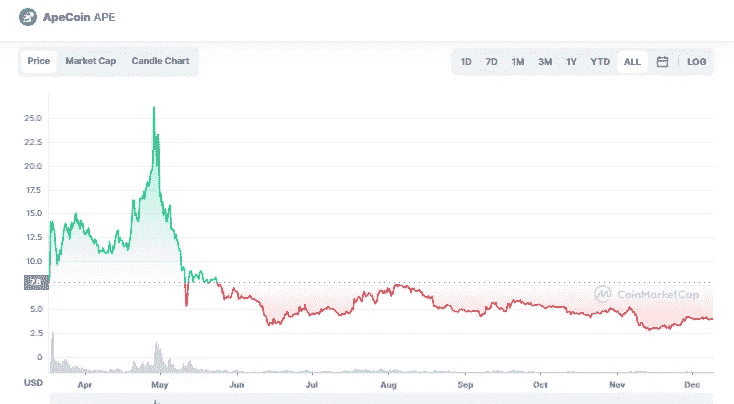 ApeCoin APE
Price Market Cap Candle Chart
1D 7D 1M 3M 1Y YTD ALL LOG
25.0
22.5
20.0
17.5
15.0
12.5
10.0
5.0
2.5
0
CoinMarketCap
USD Apr May Jun Jul Aug Sep Oct Nov Dec